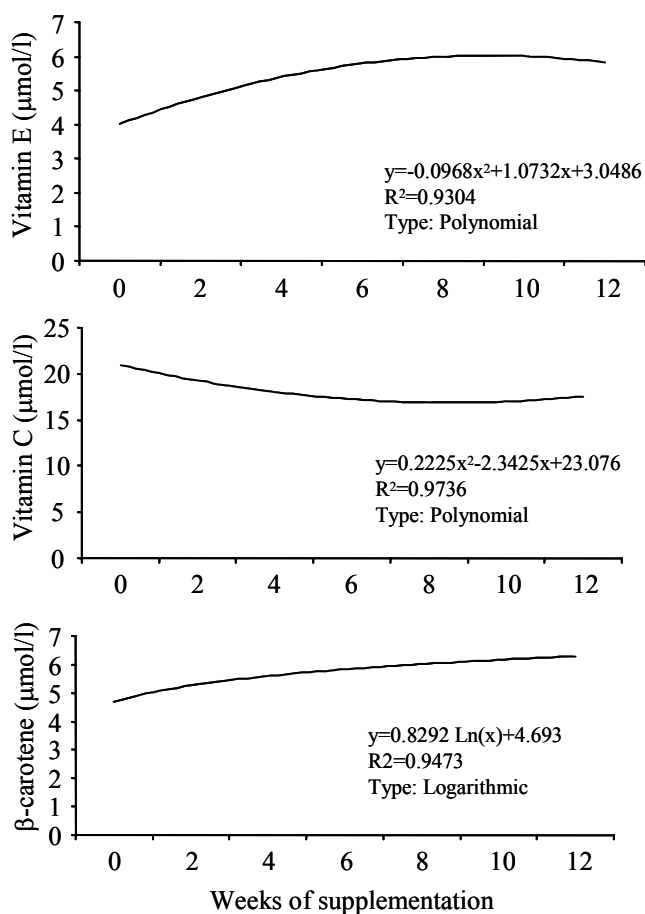 Vitamin E (μmol/l)
7
6
5
4
3
2
1
0
y=-0.0968x²+1.0732x+3.0486
R²=0.9304
Type: Polynomial
0 2 4 6 8 10 12
Vitamin C (μmol/l)
25
20
15
10
5
0
y=0.2225x²-2.3425x+23.076
R²=0.9736
Type: Polynomial
0 2 4 6 8 10 12
β-carotene (μmol/l)
7
6
5
4
3
2
1
0
y=0.8292 Ln(x)+4.693
R2=0.9473
Type: Logarithmic
0 2 4 6 8 10 12
Weeks of supplementation